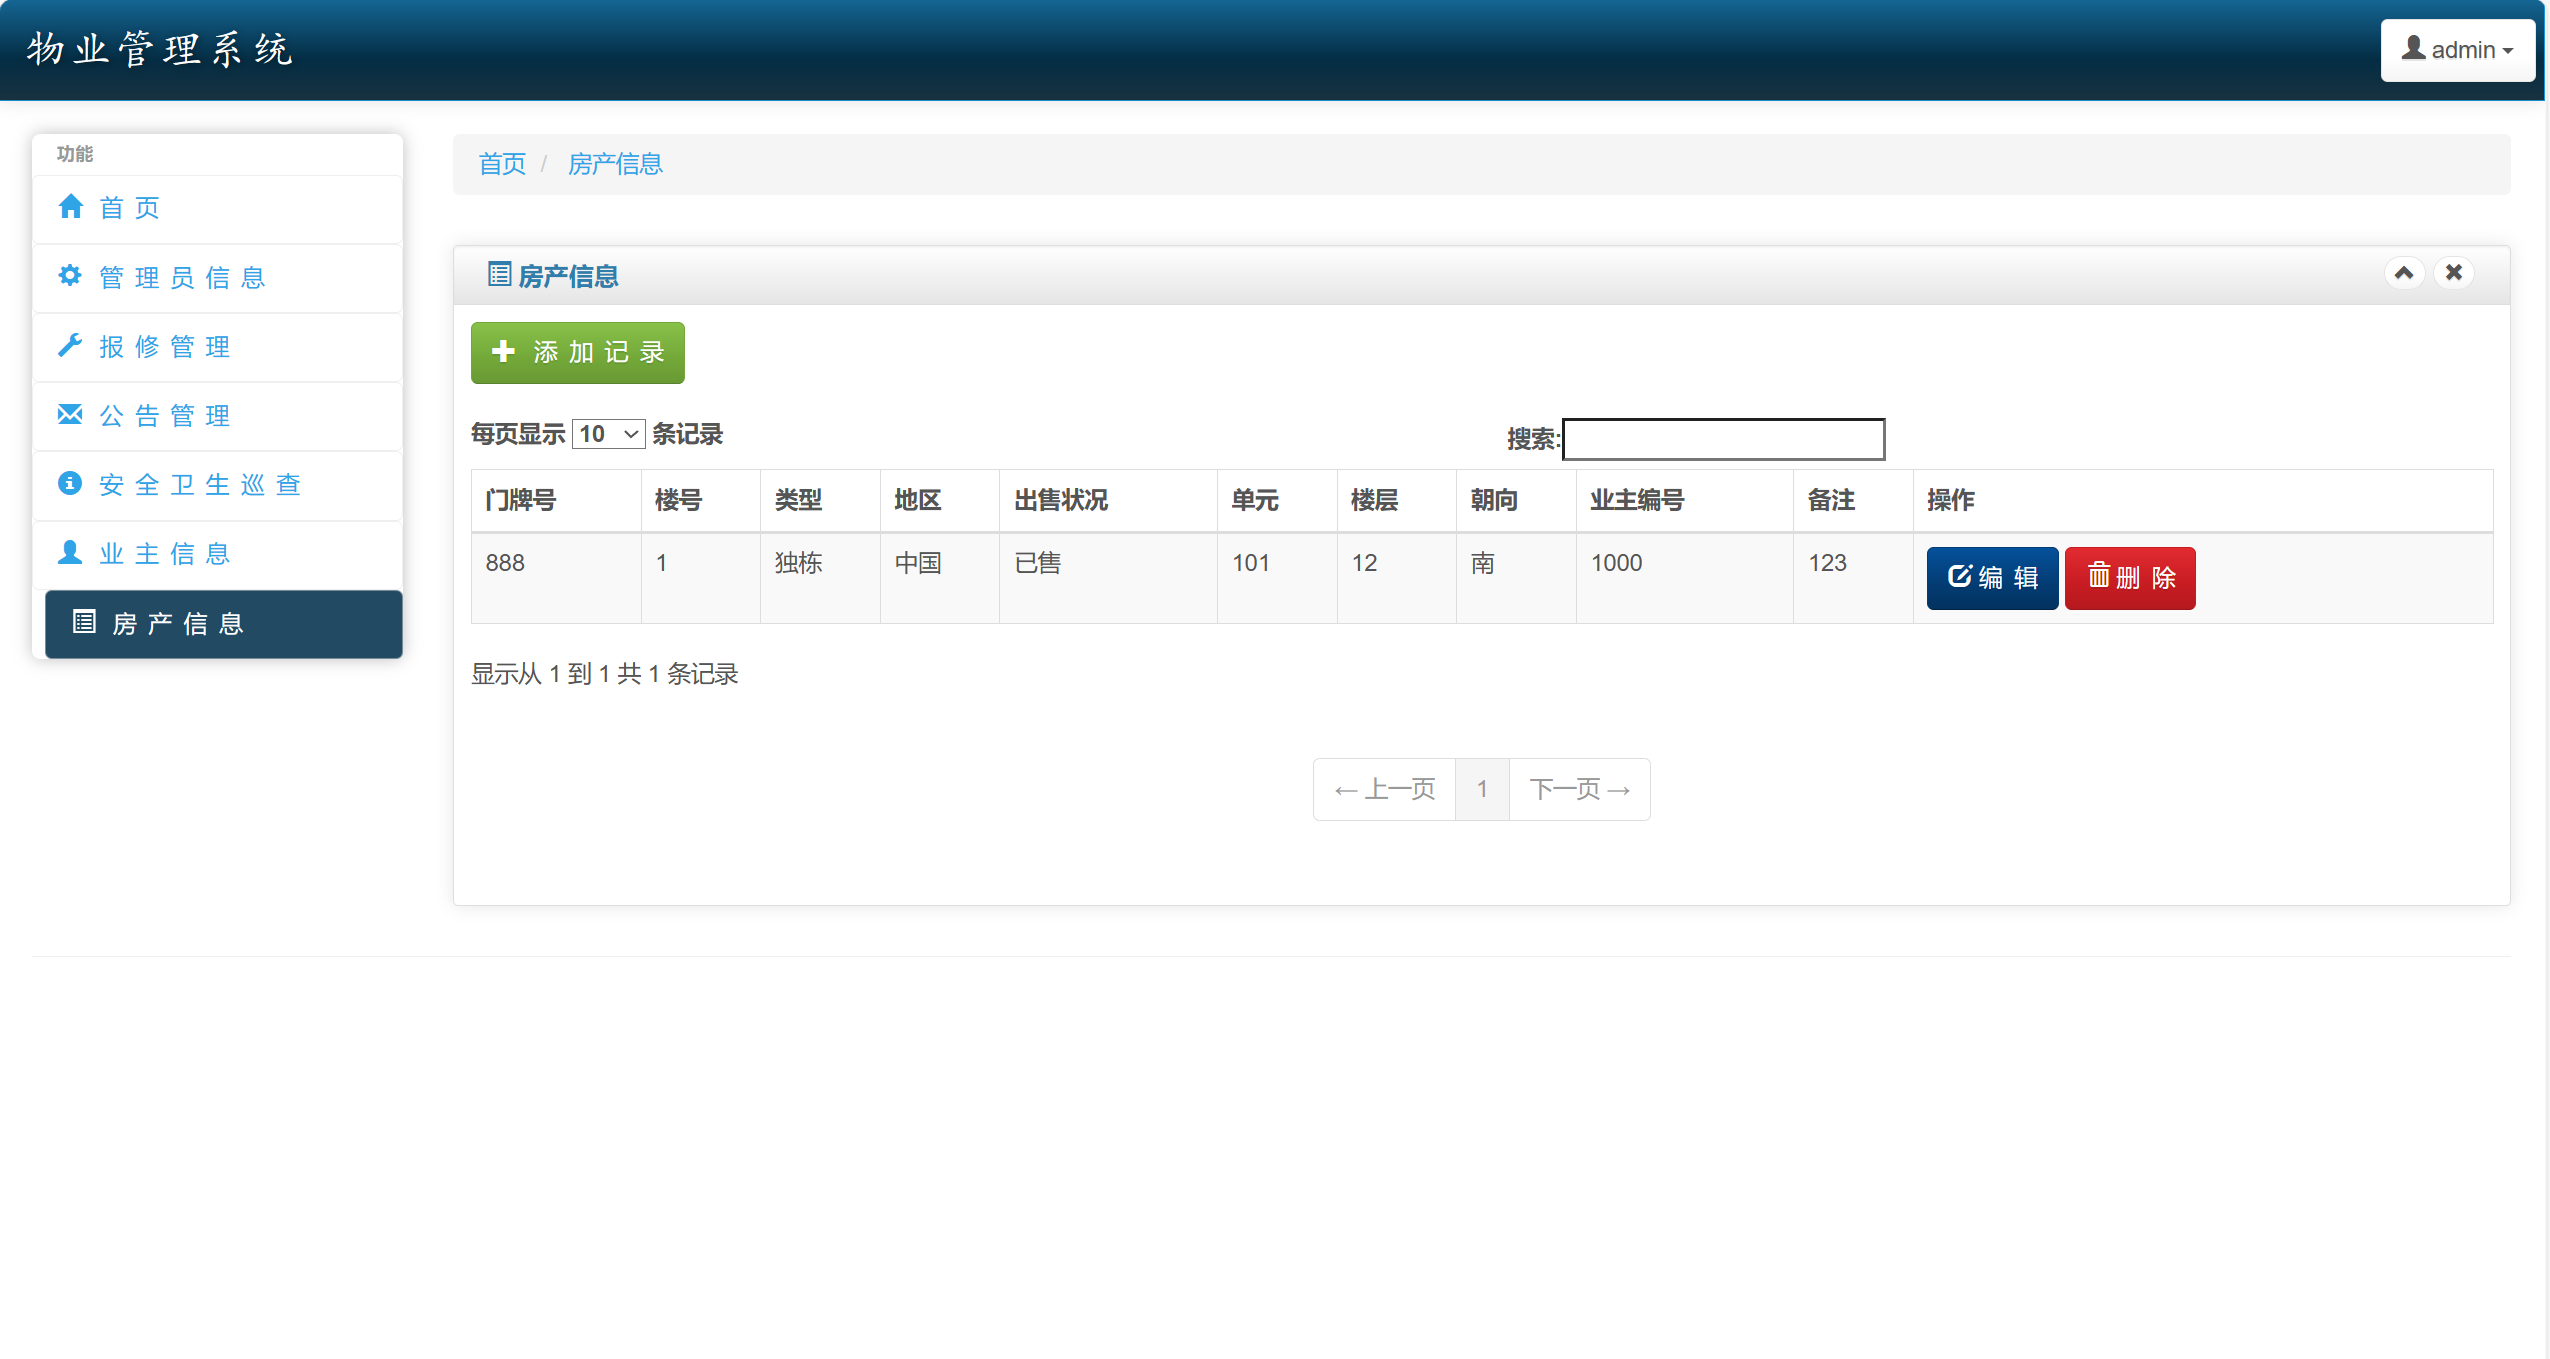 物业管理系统
admin
功能
首页
管理员信息
报修管理
公告管理
安全卫生巡查
业主信息
房产信息
首页 / 房产信息
房产信息
添加记录
每页显示 10 条记录
搜索:
门牌号 楼号 类型 地区 出售状况 单元 楼层 朝向 业主编号 备注 操作
888 1 独栋 中国 已售 101 12 南 1000 123 编辑 删除
显示从 1 到 1 共 1 条记录
← 上一页 1 下一页 →